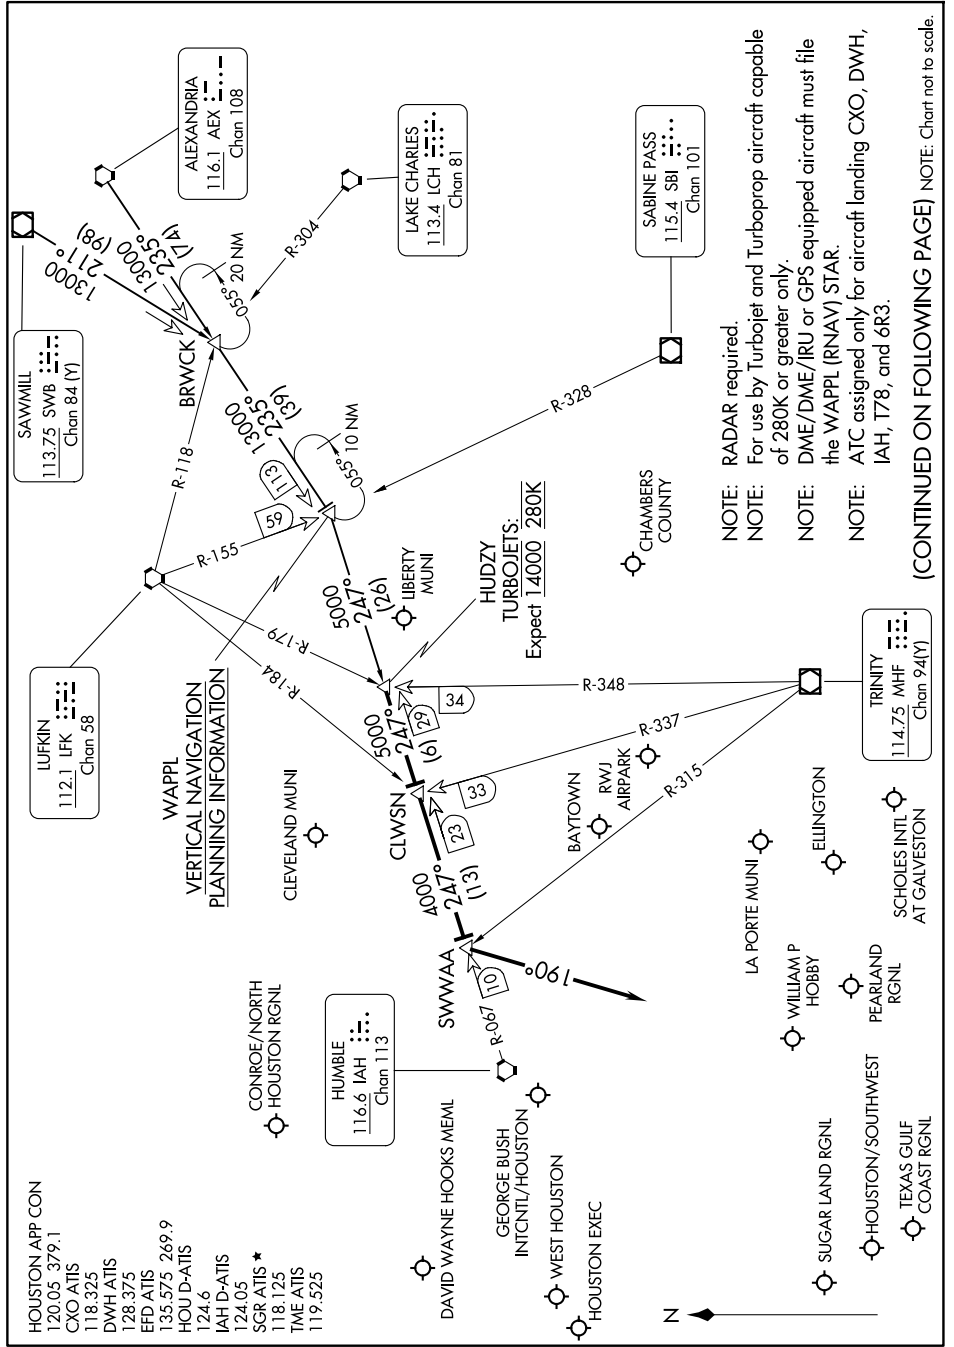 HOUSTON APP CON
120.05 379.1
CXO ATIS
118.325
DWH ATIS
128.375
EFD ATIS
135.575 269.9
HOU D-ATIS
124.6
IAH D-ATIS
124.05
SGR ATIS ★
118.125
TME ATIS
119.525
LUFKIN
112.1 LFK
Chan 58
SAWMILL
113.75 SWB
Chan 84 (Y)
ALEXANDRIA
116.1 AEX
Chan 108
LAKE CHARLES
113.4 LCH
Chan 81
SABINE PASS
115.4 SBI
Chan 101
HUMBLE
116.6 IAH
Chan 113
TRINITY
114.75 MHF
Chan 94(Y)
WAPPL
VERTICAL NAVIGATION
PLANNING INFORMATION
13000
211°
(98)
13000
235°
(74)
BRWCK
055°
20 NM
R-304
R-118
13000
235°
(39)
113
59
R-155
055°
10 NM
R-328
5000
247°
(26)
R-179
R-184
HUDZY
TURBOJETS:
Expect 14000 280K
5000
247°
(6)
29
34
R-348
CLWSN
33
R-337
23
4000
247°
(13)
SWWAA
R-315
10
R-067
190°
CLEVELAND MUNI
LIBERTY
MUNI
CHAMBERS
COUNTY
CONROE/NORTH
HOUSTON RGNL
BAYTOWN
RWJ
AIRPARK
DAVID WAYNE HOOKS MEML
GEORGE BUSH
INTCNTL/HOUSTON
WEST HOUSTON
HOUSTON EXEC
LA PORTE MUNI
ELLINGTON
WILLIAM P
HOBBY
PEARLAND
RGNL
SCHOLES INTL
AT GALVESTON
SUGAR LAND RGNL
HOUSTON/SOUTHWEST
TEXAS GULF
COAST RGNL
N
NOTE: RADAR required.
NOTE: For use by Turbojet and Turboprop aircraft capable
of 280K or greater only.
NOTE: DME/DME/IRU or GPS equipped aircraft must file
the WAPPL (RNAV) STAR.
NOTE: ATC assigned only for aircraft landing CXO, DWH,
IAH, T78, and 6R3.
(CONTINUED ON FOLLOWING PAGE) NOTE: Chart not to scale.